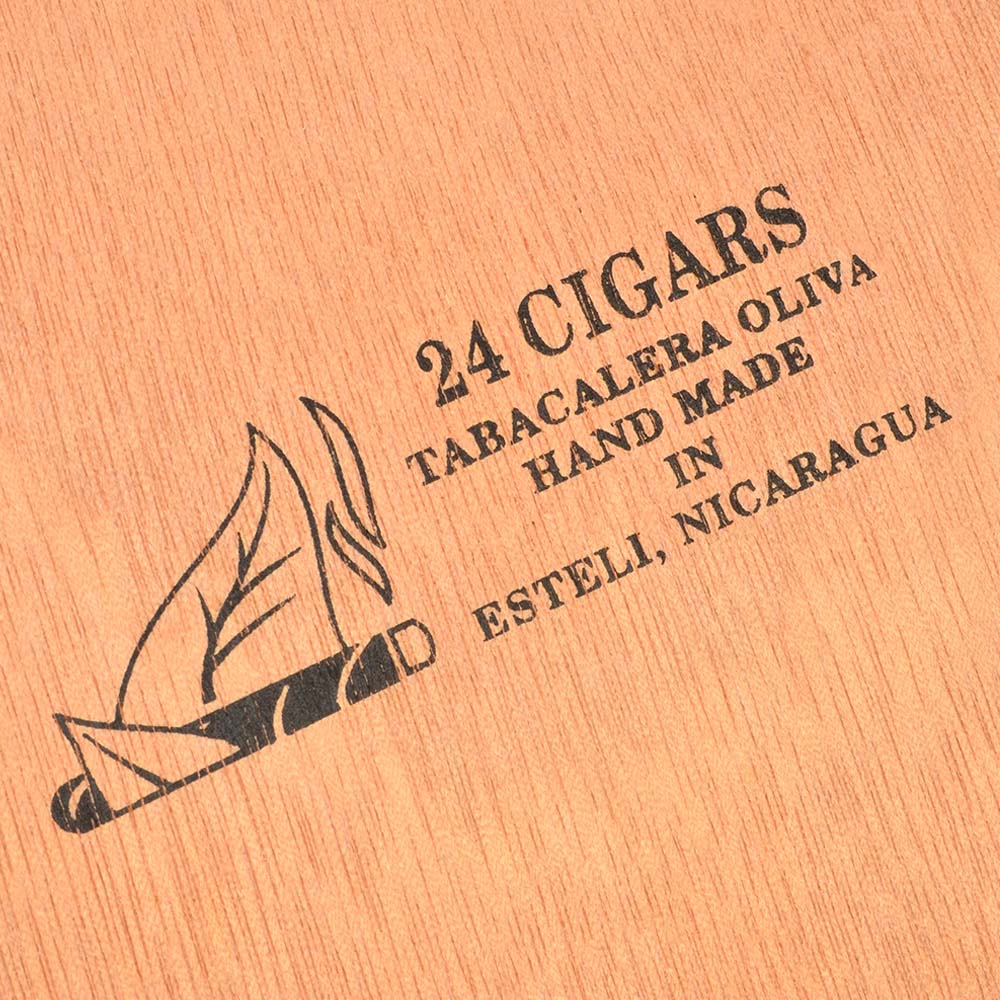 24 CIGARS
TABACALERA OLIVA
HAND MADE
IN
ESTELI, NICARAGUA